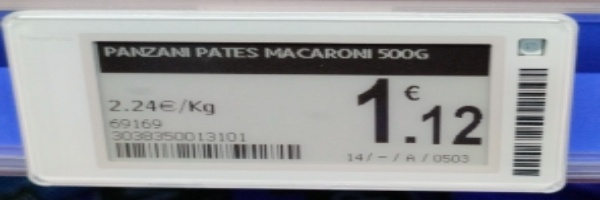 PANZANI PATES MACARONI 500G
2.24€/Kg
1.12 €
69169
3038350013101
14/-/A/0503